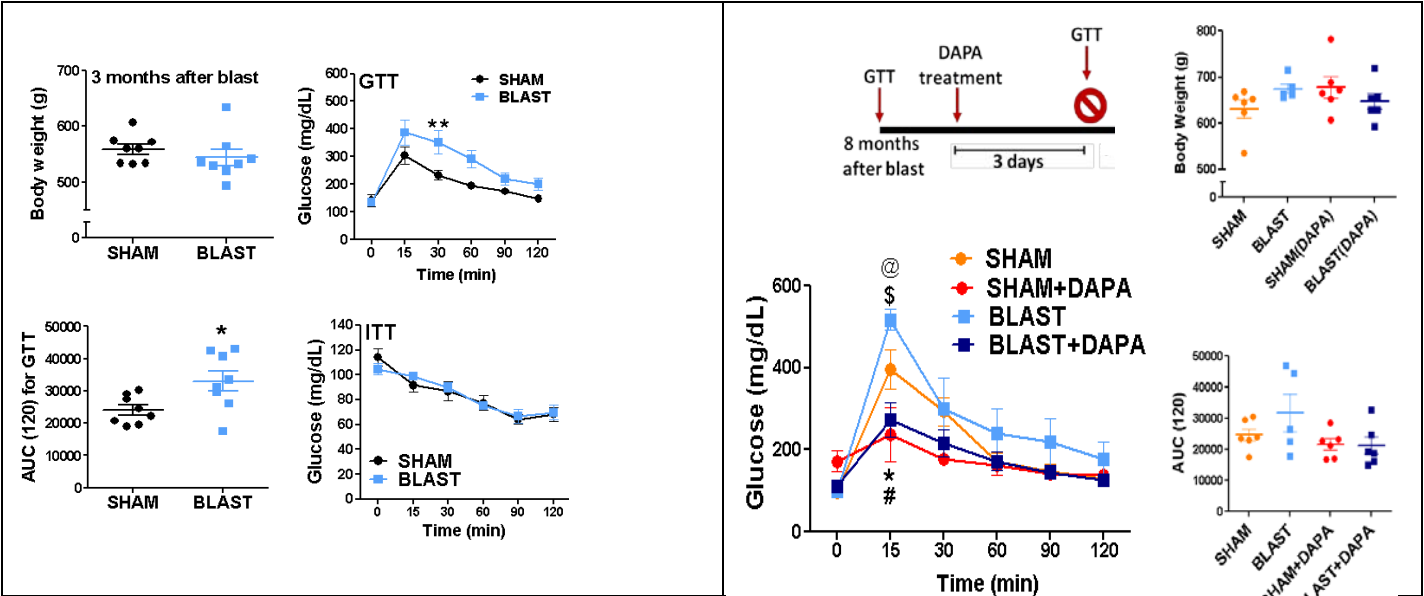 3 months after blast
Body weight (g)
700
600
500
0
SHAM
BLAST
GTT
SHAM
BLAST
**
Glucose (mg/dL)
600
500
400
300
200
100
0
0 15 30 60 90 120
Time (min)
AUC (120) for GTT
50000
40000
30000
20000
10000
0
*
SHAM
BLAST
ITT
Glucose (mg/dL)
140
120
100
80
60
40
20
0
SHAM
BLAST
0 15 30 60 90 120
Time (min)
GTT
DAPA
treatment
GTT
8 months
after blast
3 days
Body Weight (g)
800
700
600
500
0
SHAM
BLAST
SHAM(DAPA)
BLAST(DAPA)
SHAM
SHAM+DAPA
BLAST
BLAST+DAPA
@
$
*
#
Glucose (mg/dL)
600
400
200
0
0 15 30 60 90 120
Time (min)
AUC (120)
50000
40000
30000
20000
10000
0
SHAM
BLAST
SHAM+DAPA
BLAST+DAPA